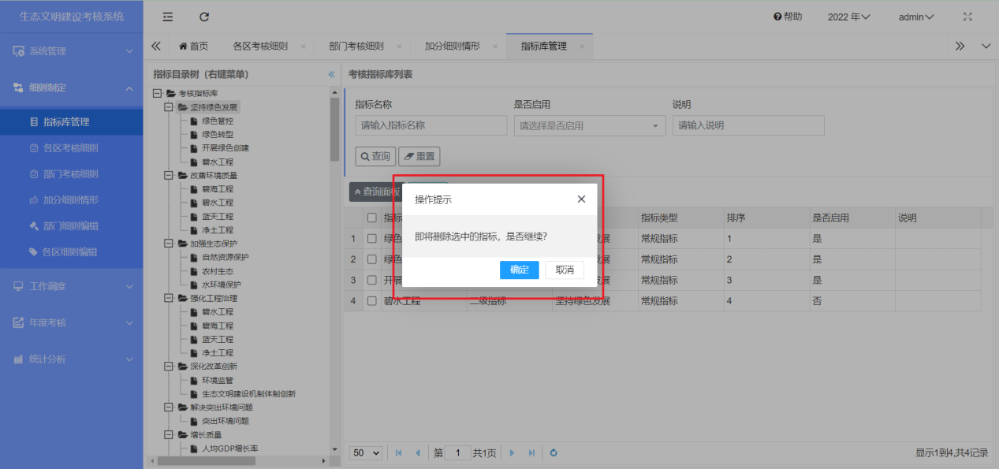 生态文明建设考核系统
帮助
2022 年
admin
系统管理
细则制定
指标库管理
各区考核细则
部门考核细则
加分细则情形
部门细则编辑
各区细则编辑
工作调度
年度考核
统计分析
首页
各区考核细则 ×
部门考核细则 ×
加分细则情形 ×
指标库管理 ×
指标目录树（右键菜单）
考核指标库
坚持绿色发展
绿色管控
绿色转型
开展绿色创建
碧水工程
改善环境质量
碧海工程
碧水工程
蓝天工程
净土工程
加强生态保护
自然资源保护
农村生态
水环境保护
强化工程治理
碧水工程
碧海工程
蓝天工程
净土工程
深化改革创新
环境监管
生态文明建设机制体制创新
解决突出环境问题
突出环境问题
增长质量
人均GDP增长率
考核指标库列表
指标名称 是否启用 说明
请输入指标名称 请选择是否启用 请输入说明
查询 重置
查询面板
操作提示
即将删除选中的指标，是否继续?
确定 取消
指标 指标类型 排序 是否启用 说明
1 绿色 发展 常规指标 1 是
2 绿色 发展 常规指标 2 是
3 开展 发展 常规指标 3 是
4 碧水工程 二级指标 坚持绿色发展 常规指标 4 否
50 第 1 共1页
显示1到4,共4记录